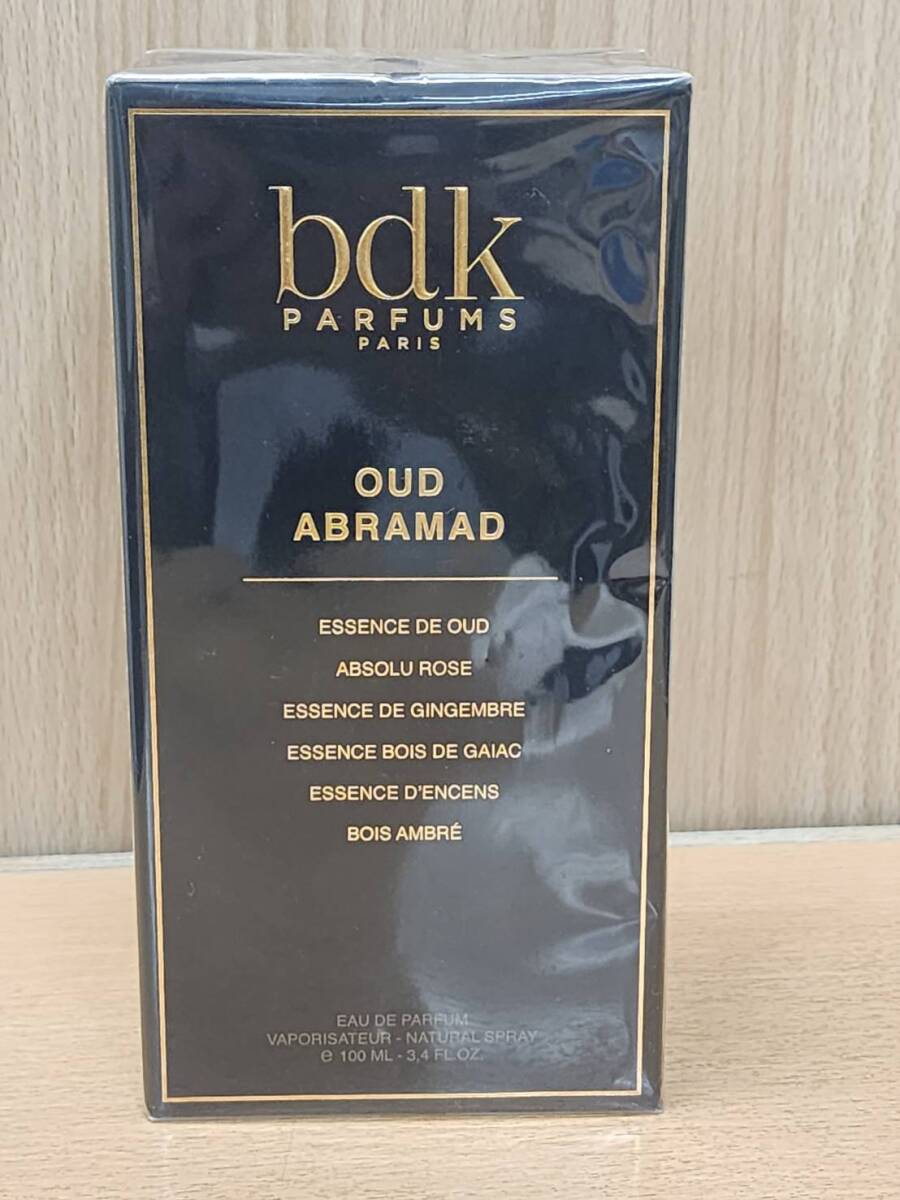 bdk
PARFUMS
PARIS
OUD
ABRAMAD
ESSENCE DE OUD
ABSOLU ROSE
ESSENCE DE GINGEMBRE
ESSENCE BOIS DE GAIAC
ESSENCE D'ENCENS
BOIS AMBRÉ
EAU DE PARFUM
VAPORISATEUR - NATURAL SPRAY
e 100 ML - 3,4 FL.OZ.